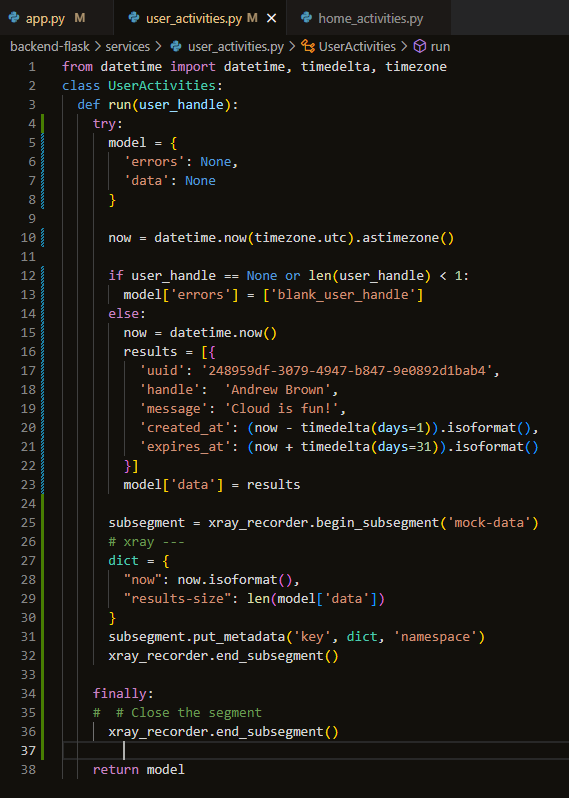 app.py M user_activities.py M × home_activities.py
backend-flask > services > user_activities.py > UserActivities > run
1 from datetime import datetime, timedelta, timezone
2 class UserActivities:
3   def run(user_handle):
4     try:
5       model = {
6         'errors': None,
7         'data': None
8       }
9
10       now = datetime.now(timezone.utc).astimezone()
11
12       if user_handle == None or len(user_handle) < 1:
13         model['errors'] = ['blank_user_handle']
14       else:
15         now = datetime.now()
16         results = [{
17           'uuid': '248959df-3079-4947-b847-9e0892d1bab4',
18           'handle':  'Andrew Brown',
19           'message': 'Cloud is fun!',
20           'created_at': (now - timedelta(days=1)).isoformat(),
21           'expires_at': (now + timedelta(days=31)).isoformat()
22         }]
23         model['data'] = results
24
25       subsegment = xray_recorder.begin_subsegment('mock-data')
26       # xray ---
27       dict = {
28         "now": now.isoformat(),
29         "results-size": len(model['data'])
30       }
31       subsegment.put_metadata('key', dict, 'namespace')
32       xray_recorder.end_subsegment()
33
34     finally:
35     #  # Close the segment
36       xray_recorder.end_subsegment()
37
38     return model